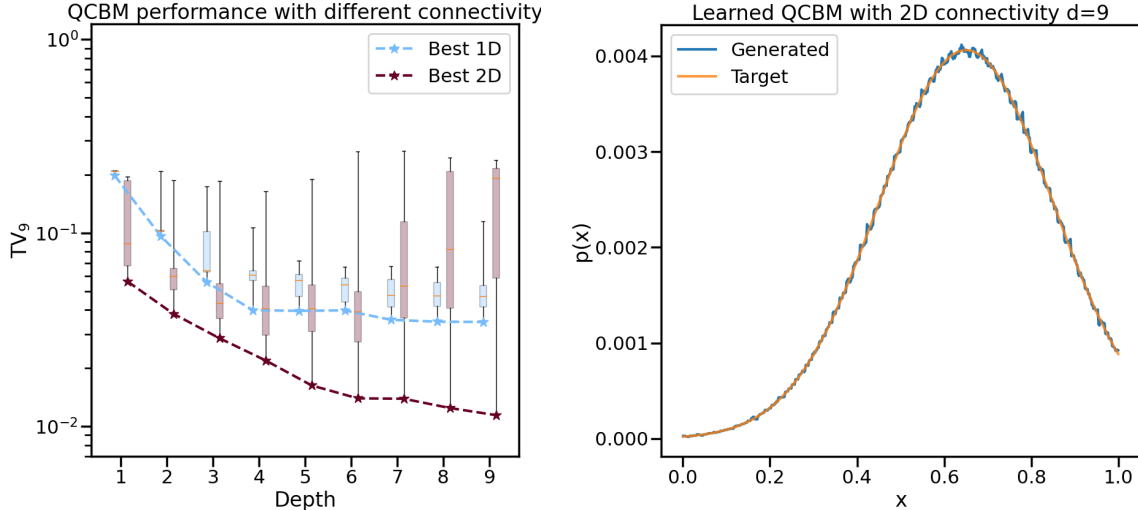 QCBM performance with different connectivity
10⁰
Best 1D
Best 2D
10⁻¹
TV₉
10⁻²
1 2 3 4 5 6 7 8 9
Depth
Learned QCBM with 2D connectivity d=9
Generated
Target
0.004
0.003
0.002
0.001
0.000
p(x)
0.0 0.2 0.4 0.6 0.8 1.0
x